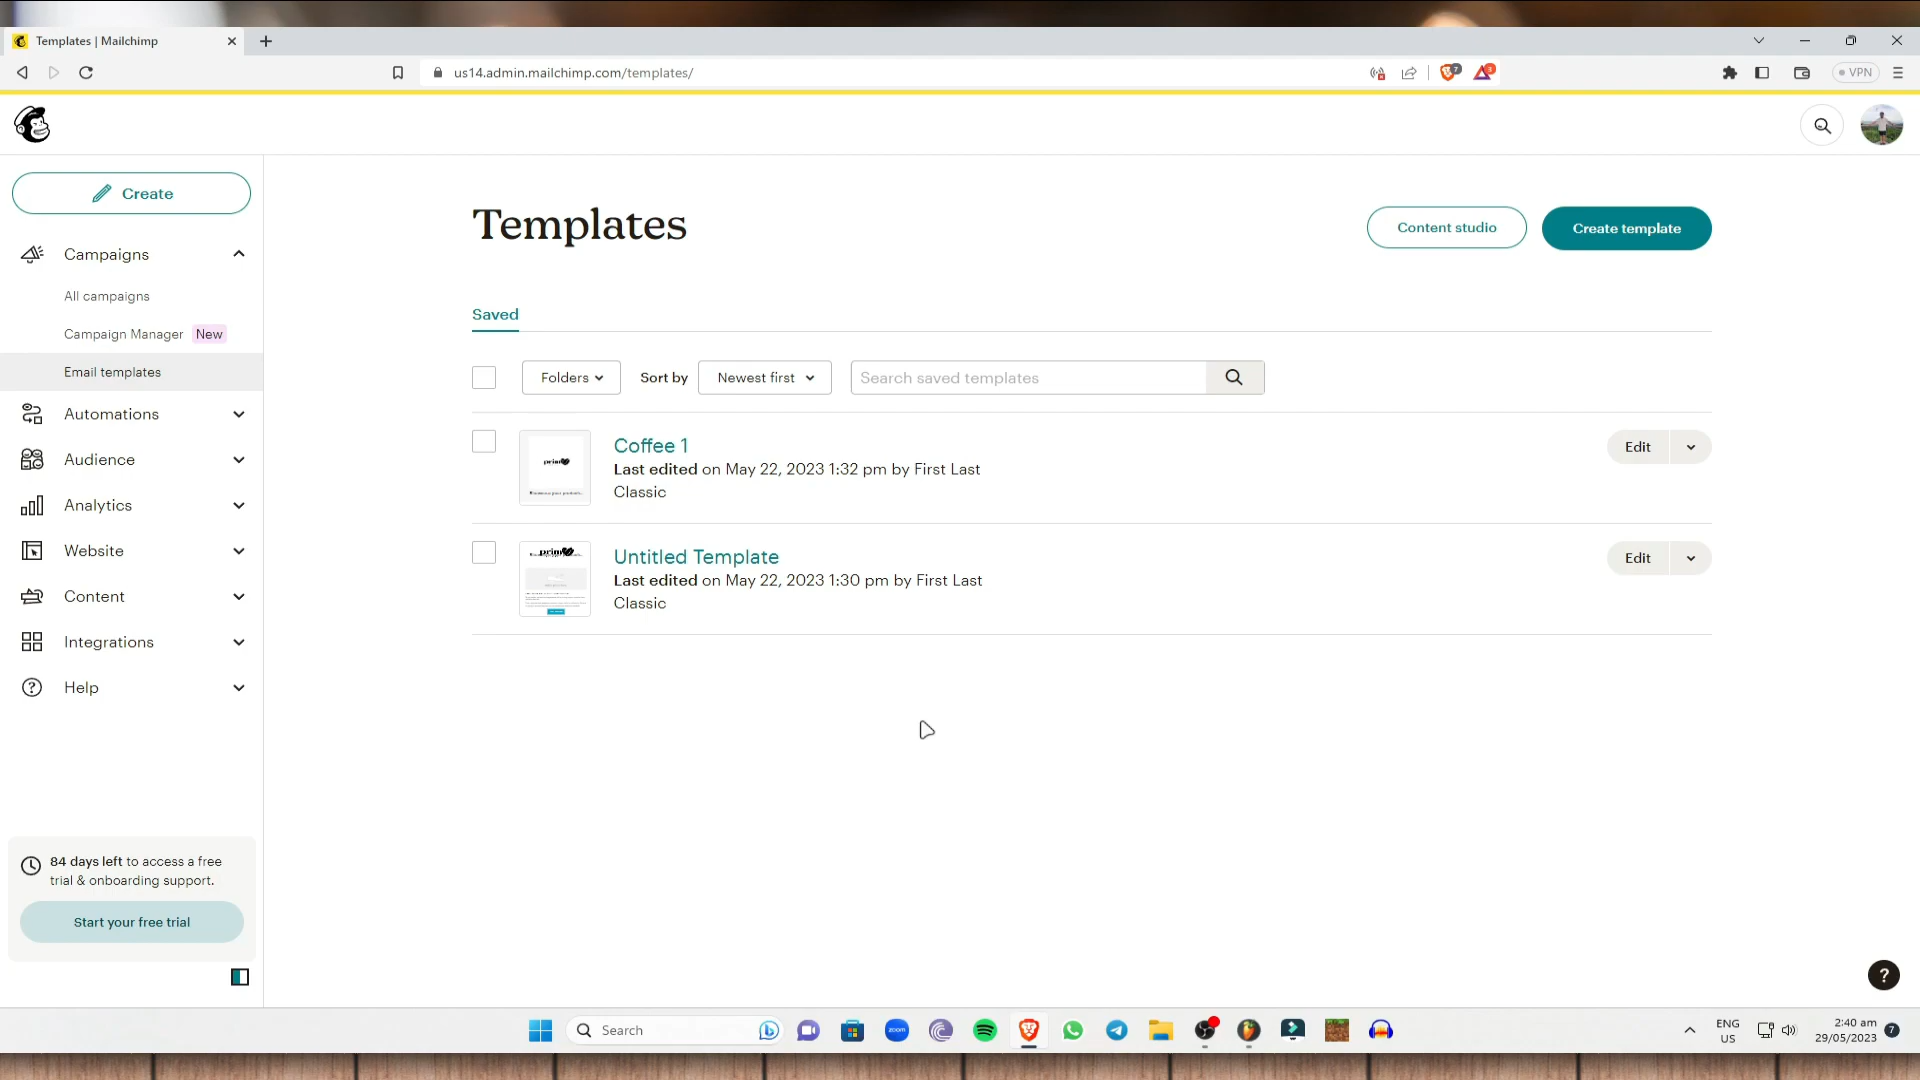 Templates | Mailchimp
us14.admin.mailchimp.com/templates/
7
3
VPN
Create
Campaigns
All campaigns
Campaign Manager New
Email templates
Automations
Audience
Analytics
Website
Content
Integrations
Help
84 days left to access a free
trial & onboarding support.
Start your free trial
Templates
Content studio
Create template
Saved
Folders
Sort by
Newest first
Search saved templates
Coffee 1
Last edited on May 22, 2023 1:32 pm by First Last
Classic
Edit
Untitled Template
Last edited on May 22, 2023 1:30 pm by First Last
Classic
Edit
?
Search
zoom
ENG
US
2:40 am
29/05/2023
7